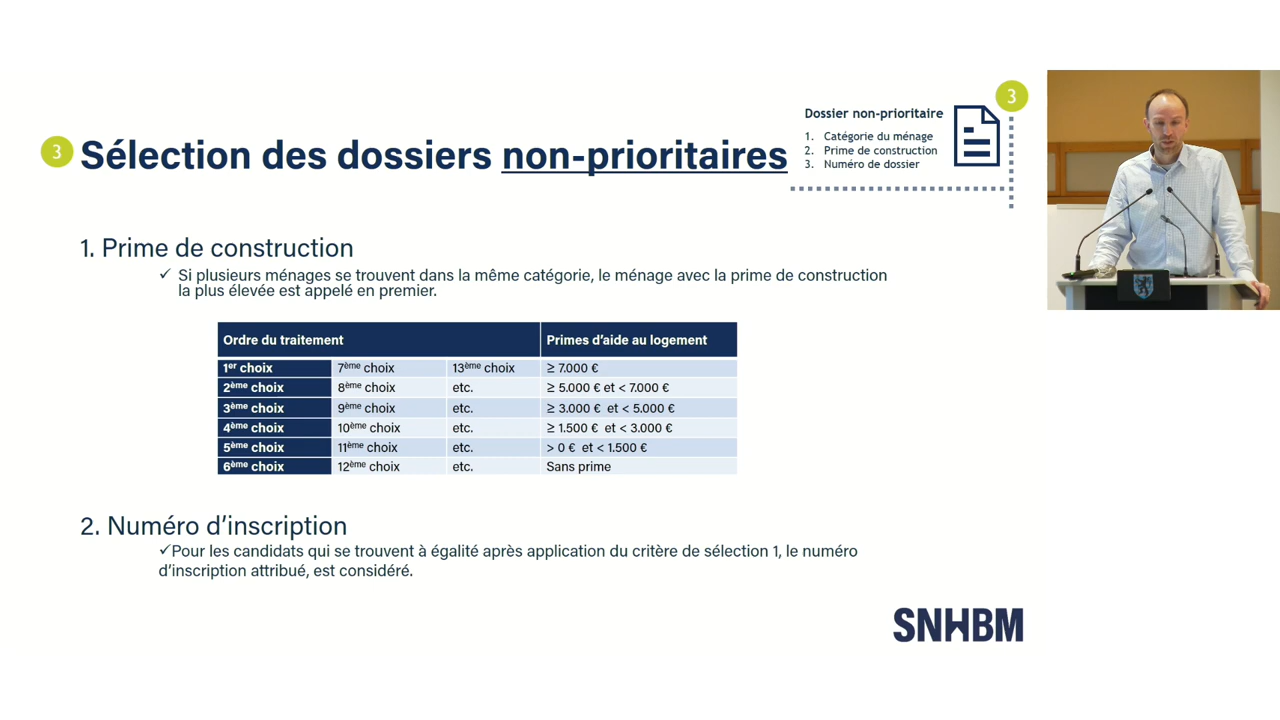 3
Dossier non-prioritaire
1. Catégorie du ménage
2. Prime de construction
3. Numéro de dossier
3 Sélection des dossiers non-prioritaires
1. Prime de construction
✓ Si plusieurs ménages se trouvent dans la même catégorie, le ménage avec la prime de construction
la plus élevée est appelé en premier.
Ordre du traitement Primes d'aide au logement
1er choix 7ème choix 13ème choix ≥ 7.000 €
2ème choix 8ème choix etc. ≥ 5.000 € et < 7.000 €
3ème choix 9ème choix etc. ≥ 3.000 € et < 5.000 €
4ème choix 10ème choix etc. ≥ 1.500 € et < 3.000 €
5ème choix 11ème choix etc. > 0 € et < 1.500 €
6ème choix 12ème choix etc. Sans prime
2. Numéro d'inscription
✓Pour les candidats qui se trouvent à égalité après application du critère de sélection 1, le numéro
d'inscription attribué, est considéré.
SNHBM